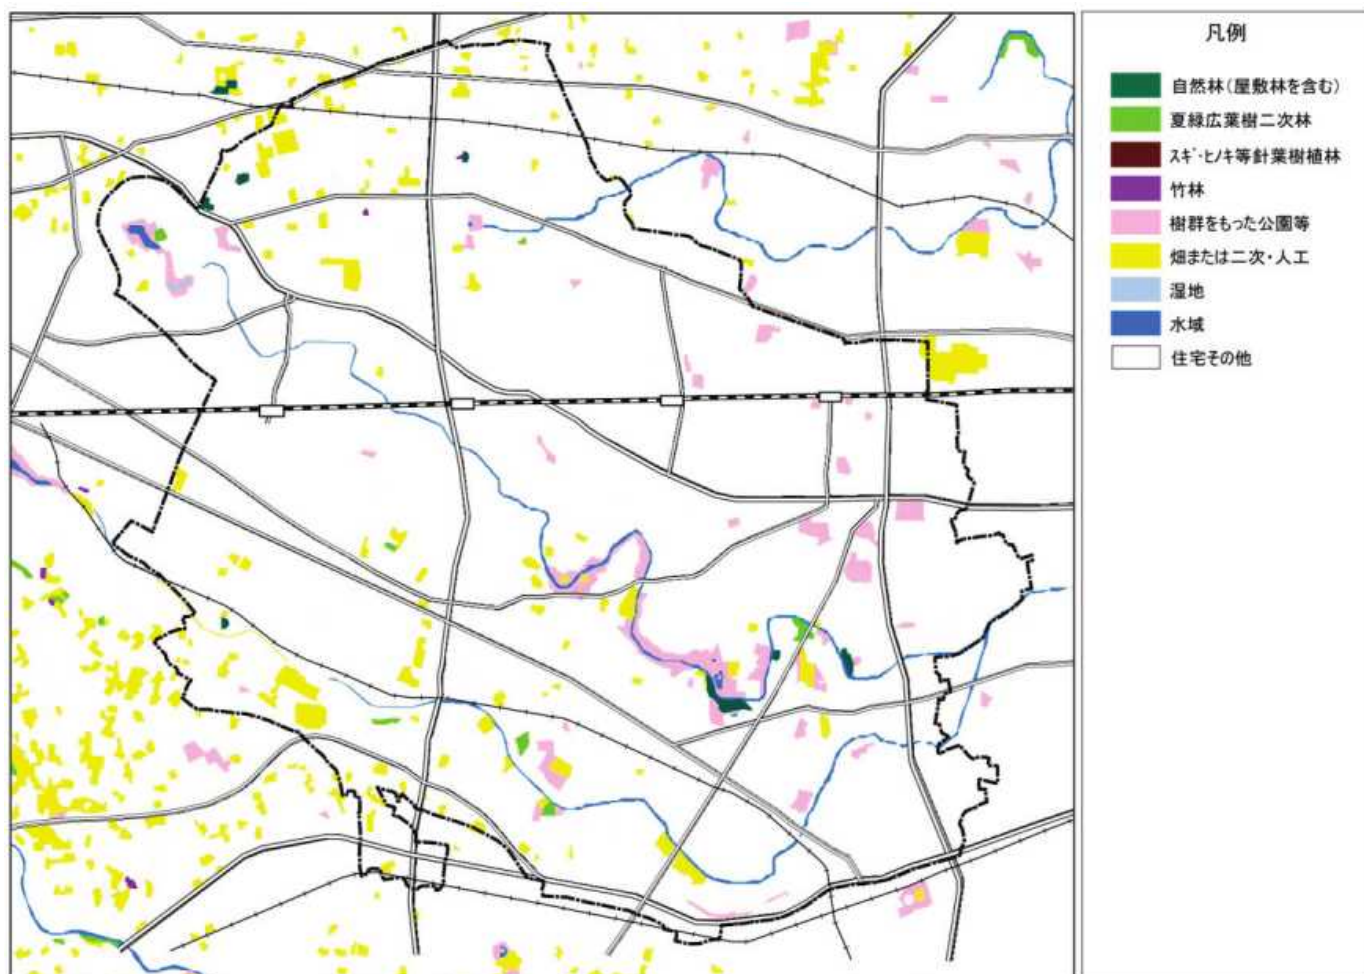 凡例
自然林(屋敷林を含む)
夏緑広葉樹二次林
スギ・ヒノキ等針葉樹植林
竹林
樹群をもった公園等
畑または二次・人工
湿地
水域
住宅その他